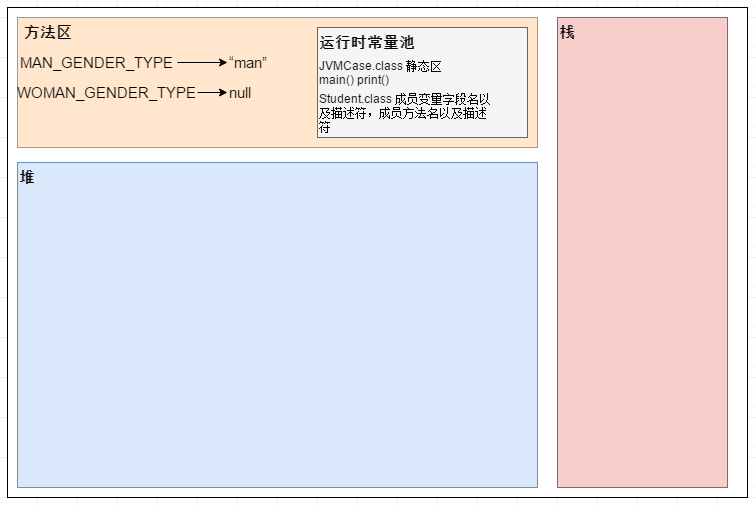 方法区
MAN_GENDER_TYPE “man”
WOMAN_GENDER_TYPE null
运行时常量池
JVMCase.class 静态区
main() print()
Student.class 成员变量字段名以
及描述符，成员方法名以及描述
符
堆
栈